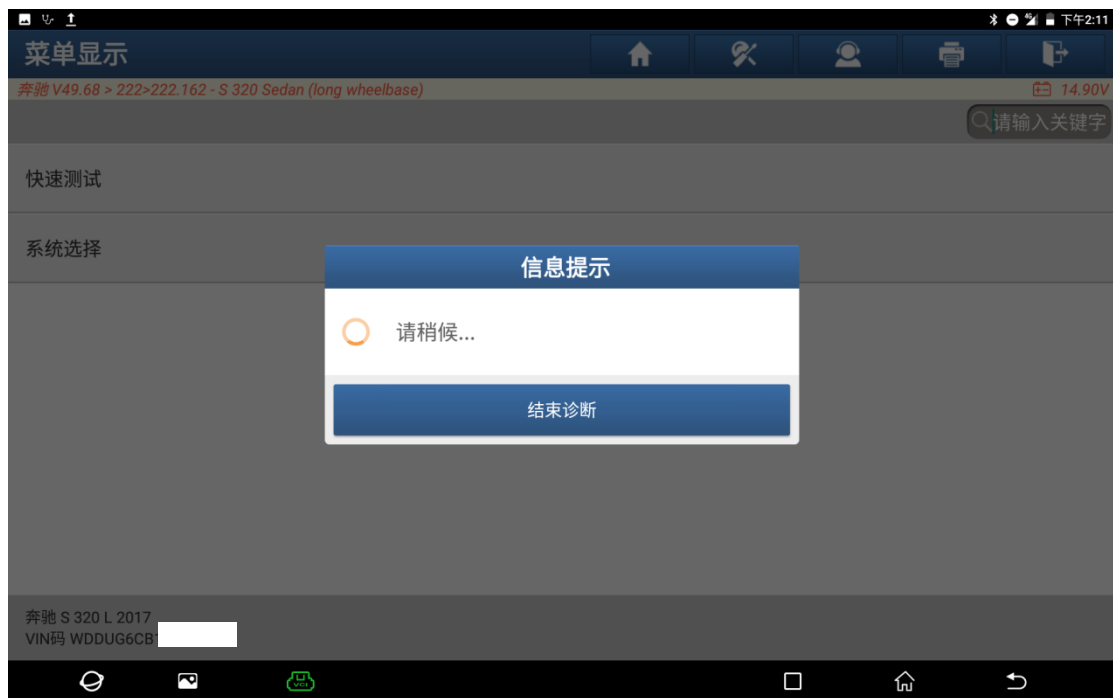 下午2:11
菜单显示
奔驰 V49.68 > 222>222.162 - S 320 Sedan (long wheelbase)
14.90V
请输入关键字
快速测试
系统选择
信息提示
请稍候...
结束诊断
奔驰 S 320 L 2017
VIN码 WDDUG6CB
VCI